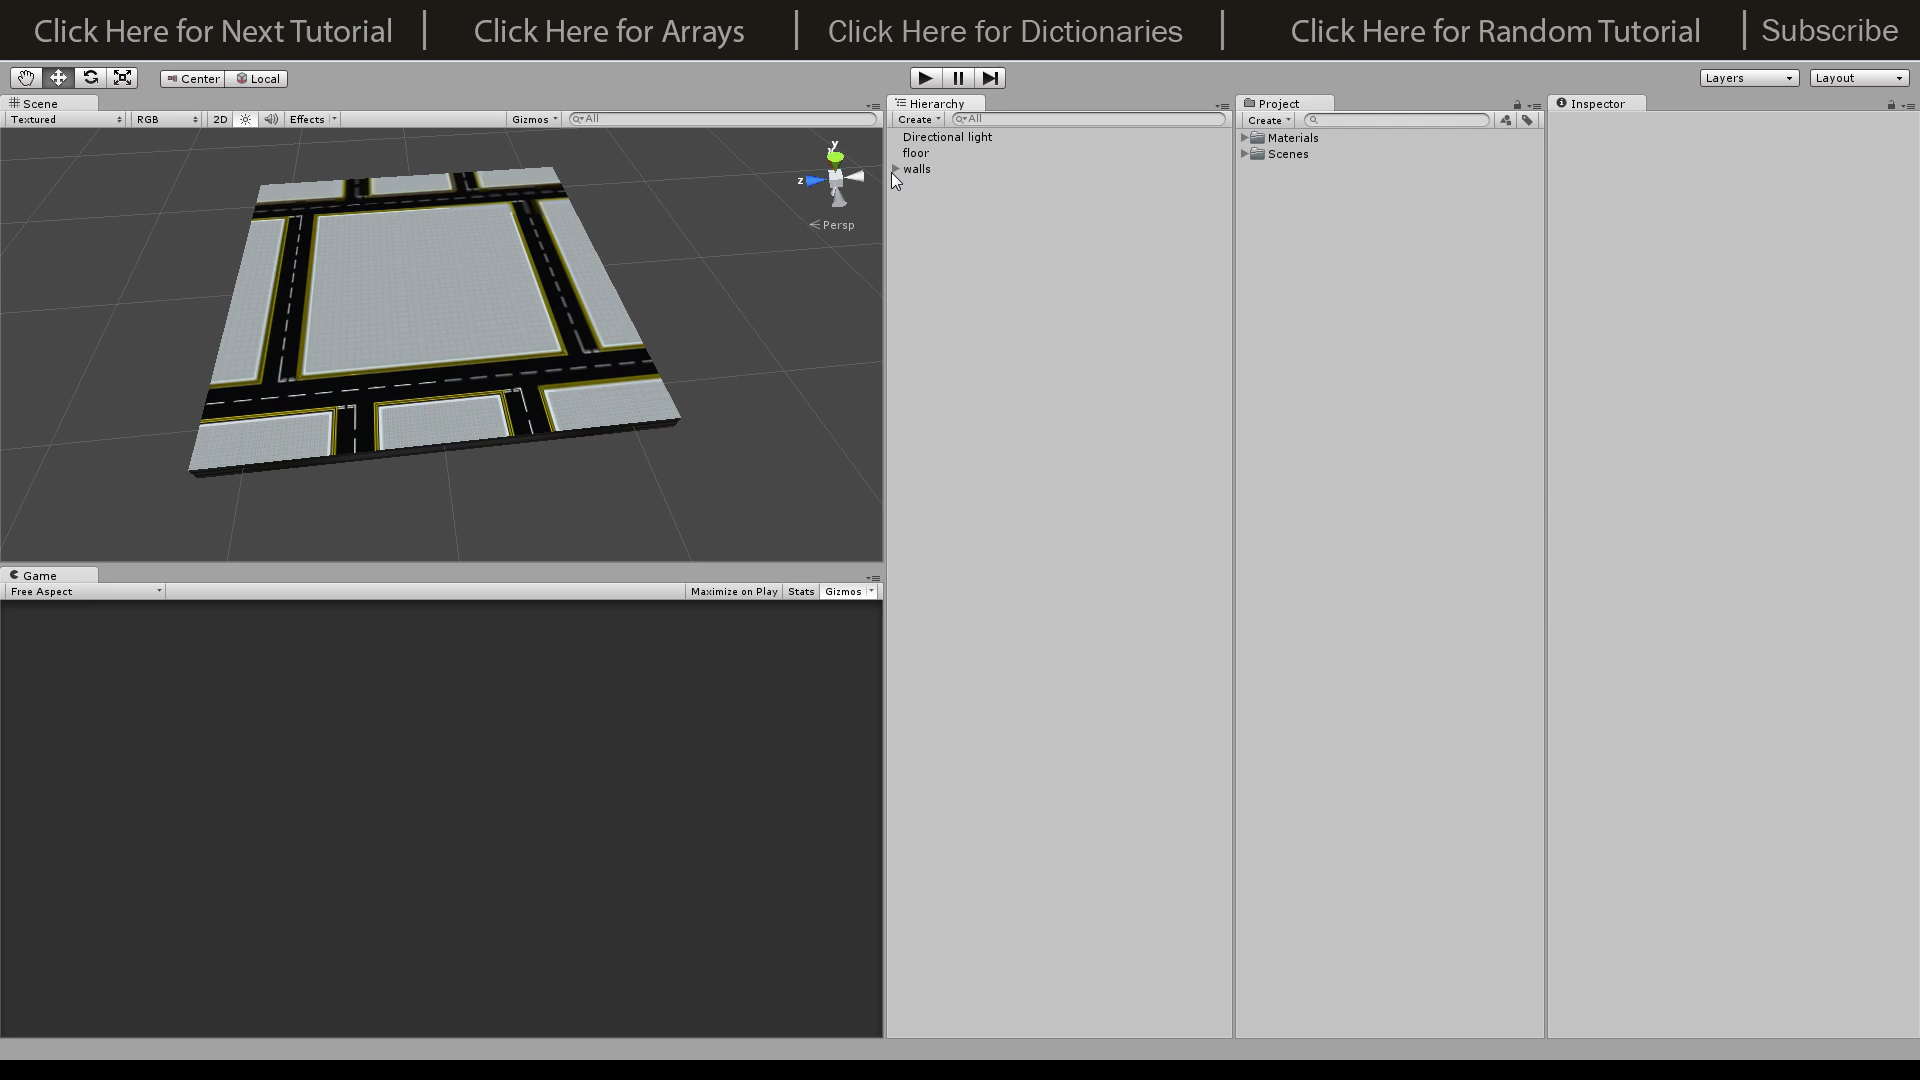 Click Here for Next Tutorial | Click Here for Arrays | Click Here for Dictionaries | Click Here for Random Tutorial | Subscribe
Center Local Layers Layout
Scene Hierarchy Project Inspector
Textured RGB 2D Effects Gizmos All Create All Create
Directional light Materials
floor Scenes
walls
y
z
Persp
Game
Free Aspect Maximize on Play Stats Gizmos